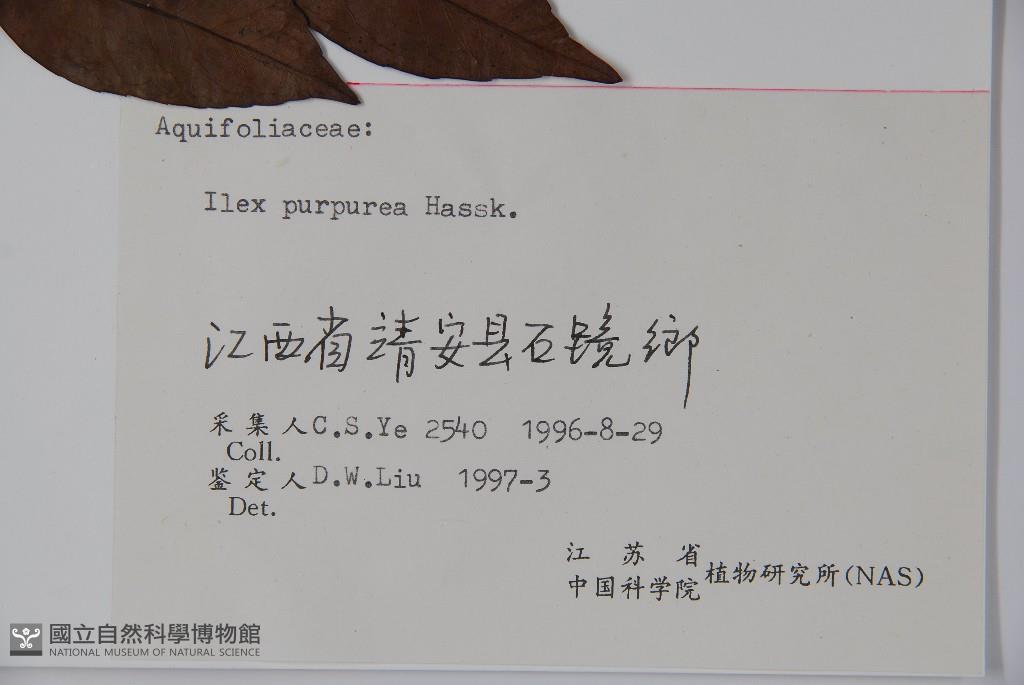 Aquifoliaceae:
Ilex purpurea Hassk.
江西省靖安县石镜鄉
采集人C.S.Ye 2540 1996-8-29
Coll.
鉴定人D.W.Liu 1997-3
Det.
江苏省
中国科学院植物研究所(NAS)
國立自然科學博物館
NATIONAL MUSEUM OF NATURAL SCIENCE